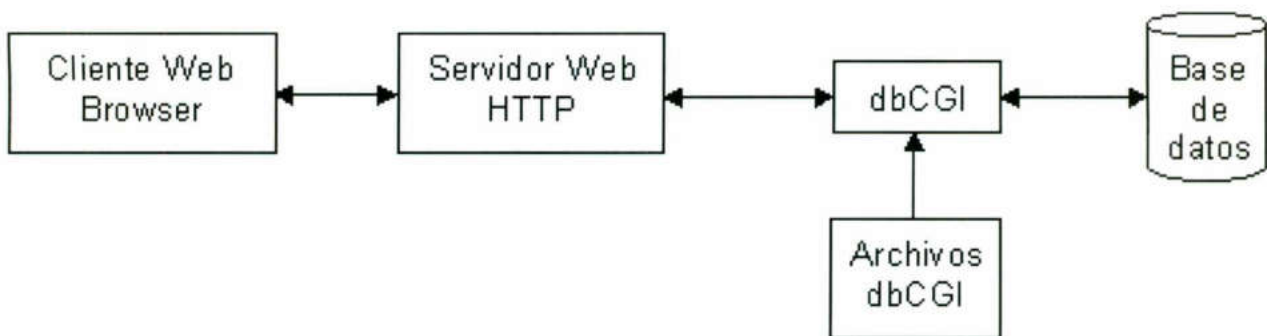 Cliente Web
Browser
Servidor Web
HTTP
dbCGI
Base
de
datos
Archivos
dbCGI